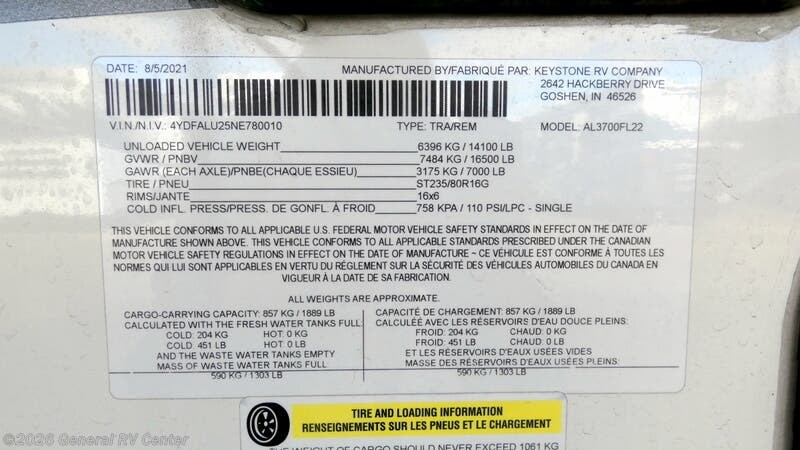 DATE: 8/5/2021 MANUFACTURED BY/FABRIQUÉ PAR: KEYSTONE RV COMPANY
2642 HACKBERRY DRIVE
GOSHEN, IN 46526
V.I.N./N.I.V.: 4YDFALU25NE780010 TYPE: TRA/REM MODEL: AL3700FL22
UNLOADED VEHICLE WEIGHT 6396 KG / 14100 LB
GVWR / PNBV 7484 KG / 16500 LB
GAWR (EACH AXLE)/PNBE(CHAQUE ESSIEU) 3175 KG / 7000 LB
TIRE / PNEU ST235/80R16G
RIMS/JANTE 16x6
COLD INFL. PRESS/PRESS. DE GONFL. À FROID 758 KPA / 110 PSI/LPC - SINGLE
THIS VEHICLE CONFORMS TO ALL APPLICABLE U.S. FEDERAL MOTOR VEHICLE SAFETY STANDARDS IN EFFECT ON THE DATE OF
MANUFACTURE SHOWN ABOVE. THIS VEHICLE CONFORMS TO ALL APPLICABLE STANDARDS PRESCRIBED UNDER THE CANADIAN
MOTOR VEHICLE SAFETY REGULATIONS IN EFFECT ON THE DATE OF MANUFACTURE ~ CE VÉHICULE EST CONFORME À TOUTES LES
NORMES QUI LUI SONT APPLICABLES EN VERTU DU RÉGLEMENT SUR LA SÉCURITÉ DES VÉHICULES AUTOMOBILES DU CANADA EN
VIGUEUR À LA DATE DE SA FABRICATION.
ALL WEIGHTS ARE APPROXIMATE.
CARGO-CARRYING CAPACITY: 857 KG / 1889 LB
CALCULATED WITH THE FRESH WATER TANKS FULL:
COLD: 204 KG HOT: 0 KG
COLD: 451 LB HOT: 0 LB
AND THE WASTE WATER TANKS EMPTY
MASS OF WASTE WATER TANKS FULL
590 KG / 1303 LB
CAPACITÉ DE CHARGEMENT: 857 KG / 1889 LB
CALCULÉE AVEC LES RÉSERVOIRS D'EAU DOUCE PLEINS:
FROID: 204 KG CHAUD: 0 KG
FROID: 451 LB CHAUD: 0 LB
ET LES RÉSERVOIRS D'EAUX USÉES VIDES
MASSE DES RÉSERVOIRS D'EAUX USÉES PLEINS
590 KG / 1303 LB
TIRE AND LOADING INFORMATION
RENSEIGNEMENTS SUR LES PNEUS ET LE CHARGEMENT
THE WEIGHT OF CARGO SHOULD NEVER EXCEED 1061 KG
©2026 General RV Center